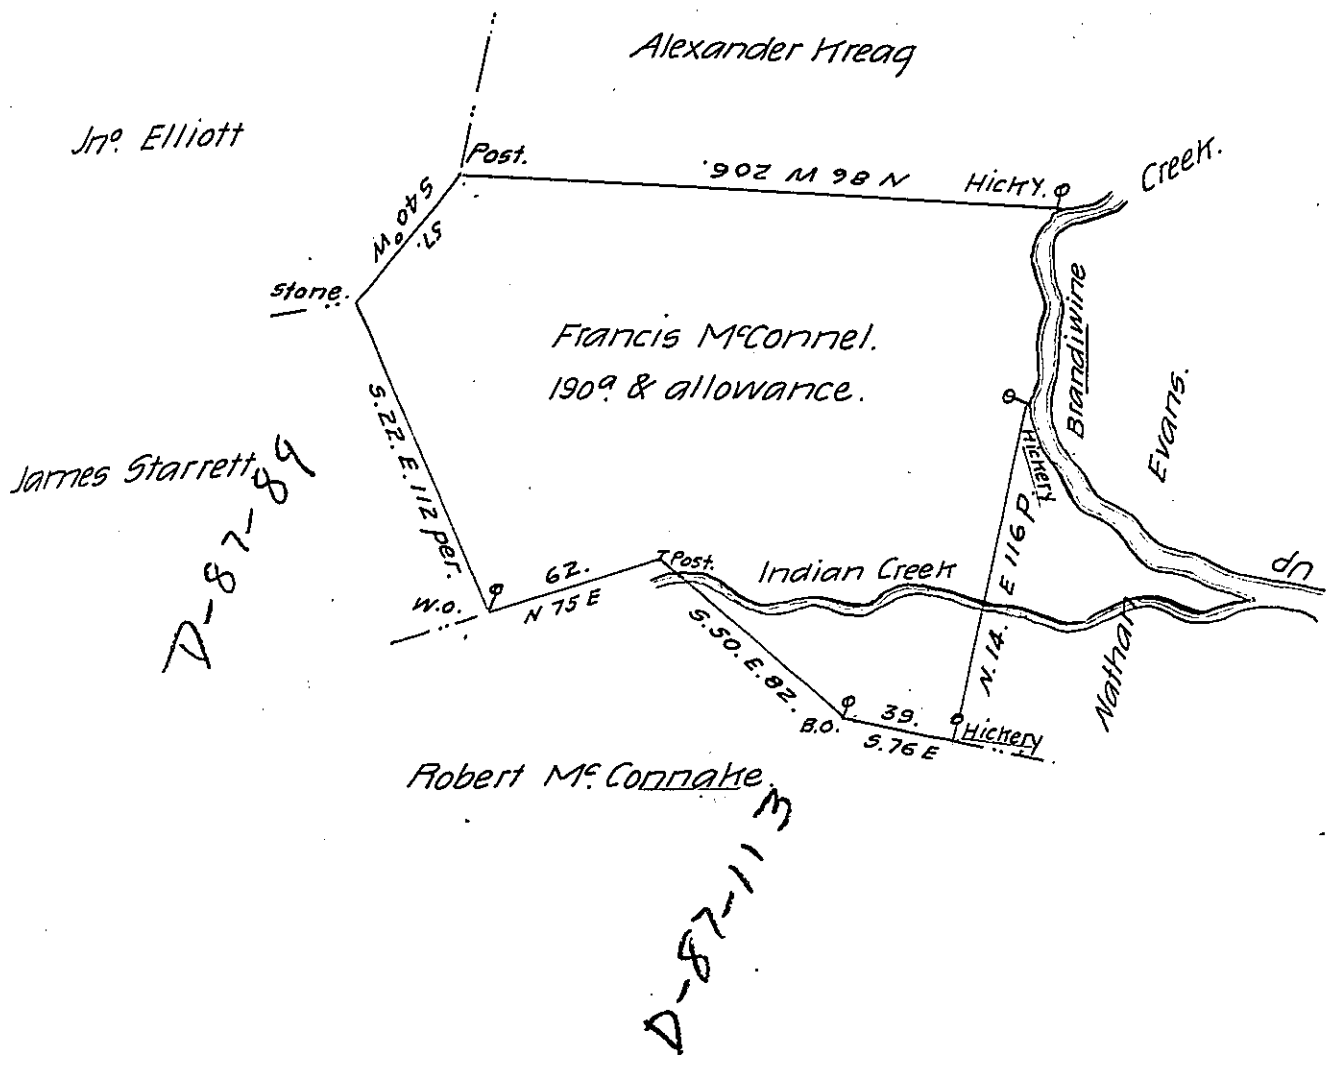 Alexander Kreag
Jno. Elliott
Post.
N 86 W 206.
Hicky.
Creek.
S 40° W
57.
Stone.
Brandiwine
Francis McConnel.
190a. & allowance.
Evans.
S. 22. E. 112 per.
James Starrett
D-87-89
Hickery
N. 14. E 116 P
Post.
Indian Creek
62.
N 75 E
W.O.
S. 50. E. 82.
Nathan
B.O.
39.
S. 76 E
Hickery
Robert Mc. Connake.
D-87-113